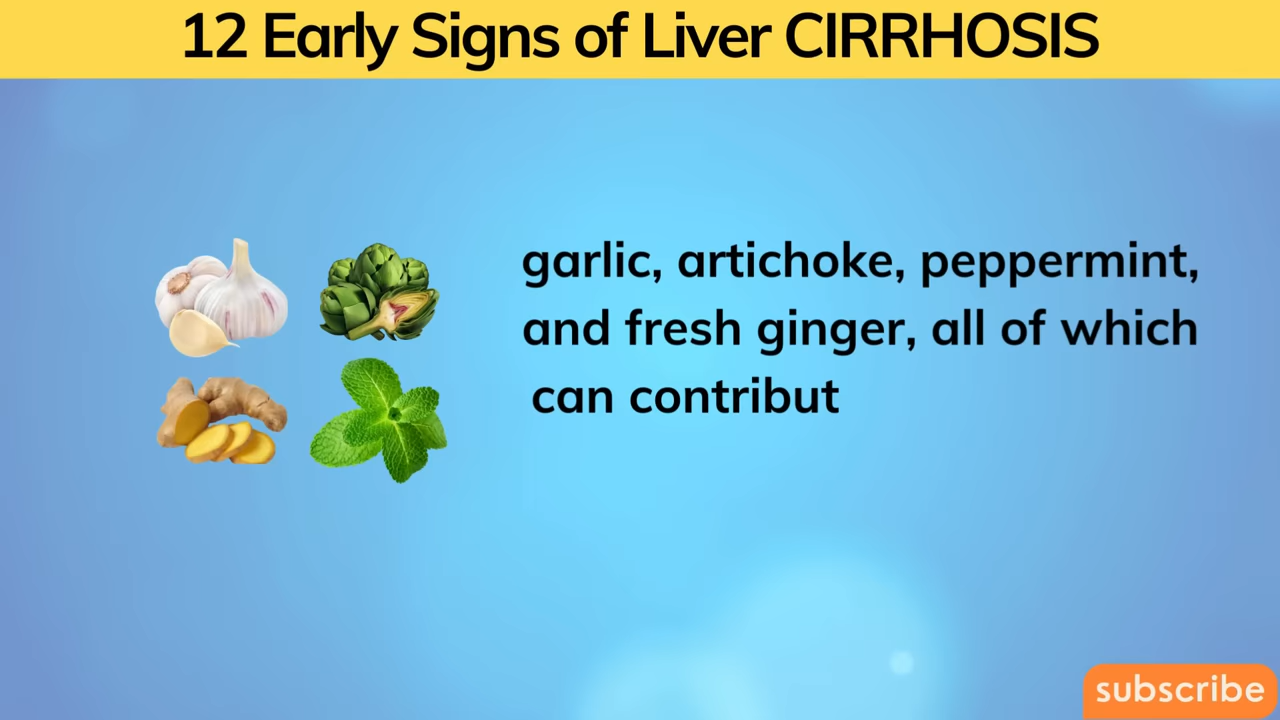 12 Early Signs of Liver CIRRHOSIS
garlic, artichoke, peppermint,
and fresh ginger, all of which
can contribut
subscribe